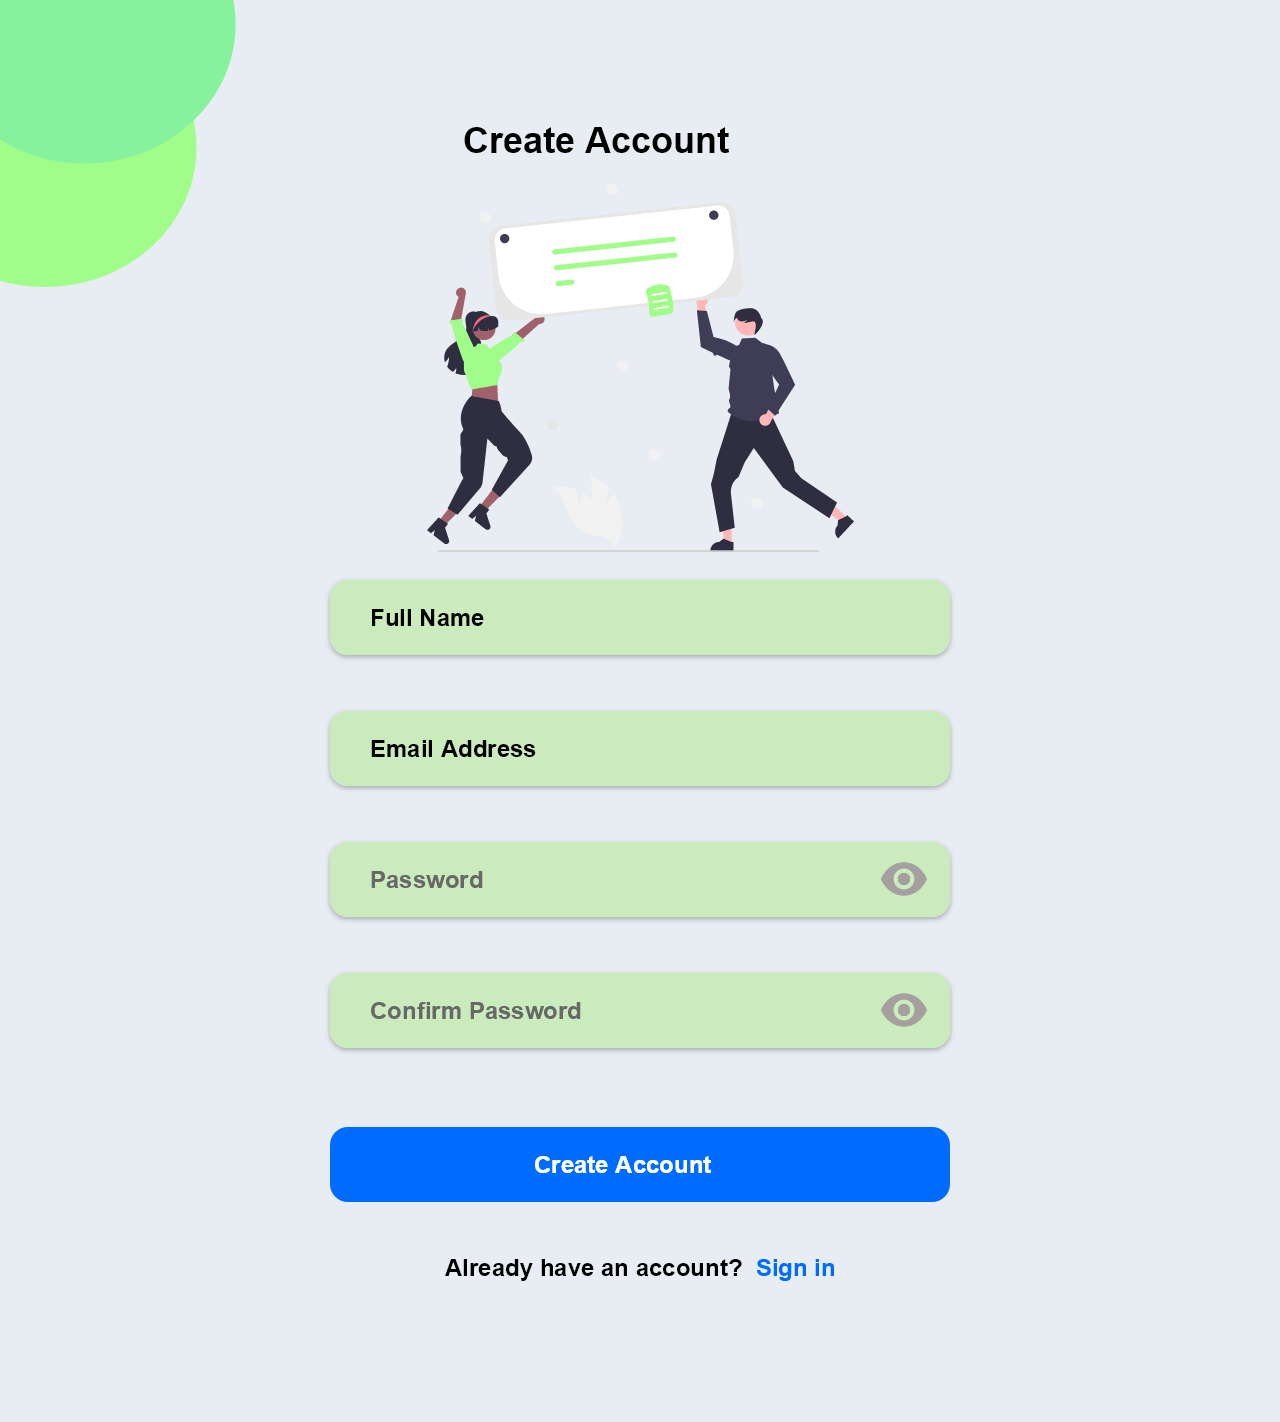 Create Account
Full Name
Email Address
Password
Confirm Password
Create Account
Already have an account? Sign in